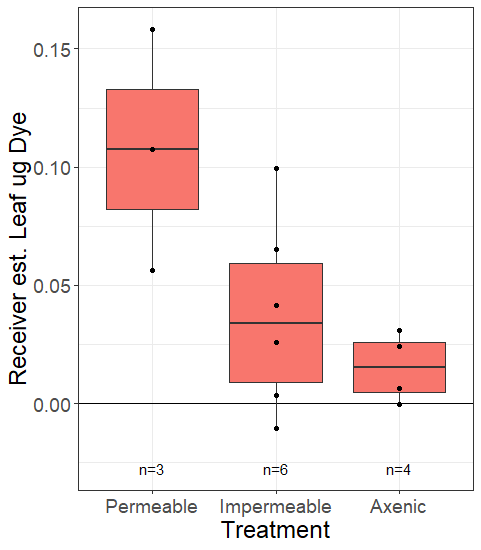 Receiver est. Leaf ug Dye
0.15
0.10
0.05
0.00
n=3 n=6 n=4
Permeable Impermeable Axenic
Treatment